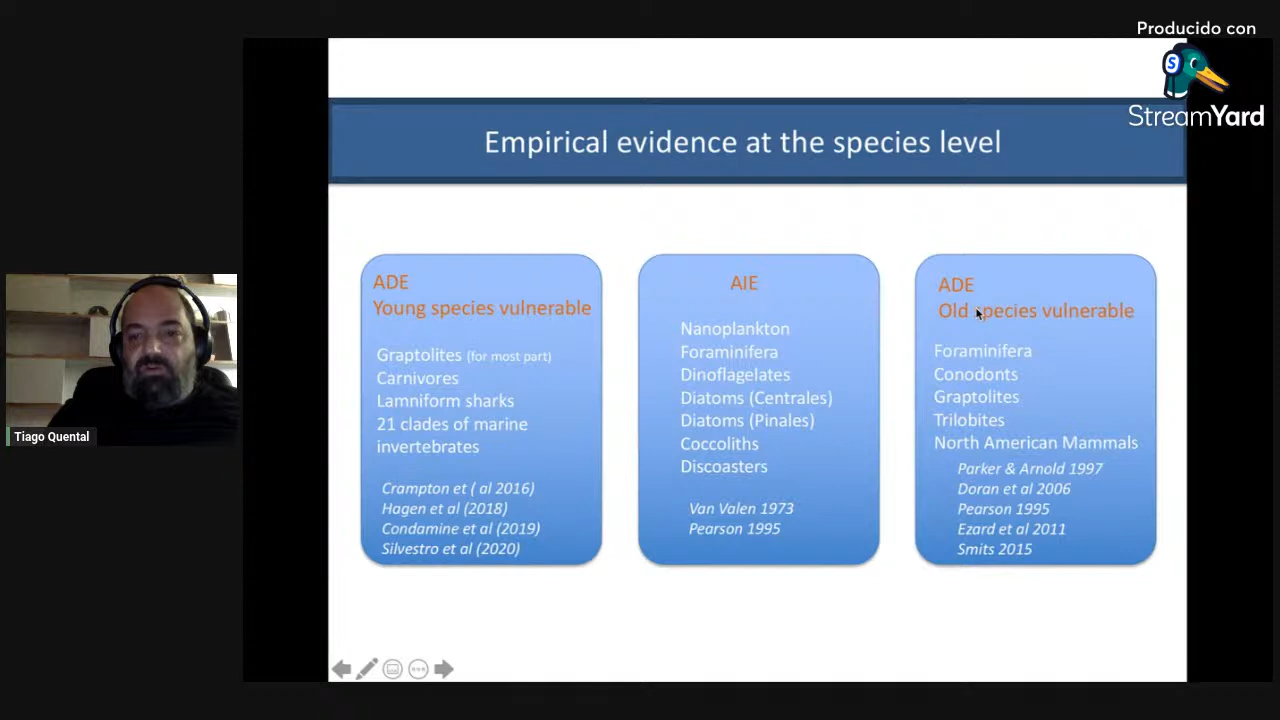 Producido con
StreamYard
Empirical evidence at the species level
ADE
Young species vulnerable
Graptolites (for most part)
Carnivores
Lamniform sharks
21 clades of marine
invertebrates
Crampton et ( al 2016)
Hagen et al (2018)
Condamine et al (2019)
Silvestro et al (2020)
AIE
Nanoplankton
Foraminifera
Dinoflagelates
Diatoms (Centrales)
Diatoms (Pinales)
Coccoliths
Discoasters
Van Valen 1973
Pearson 1995
ADE
Old species vulnerable
Foraminifera
Conodonts
Graptolites
Trilobites
North American Mammals
Parker & Arnold 1997
Doran et al 2006
Pearson 1995
Ezard et al 2011
Smits 2015
Tiago Quental